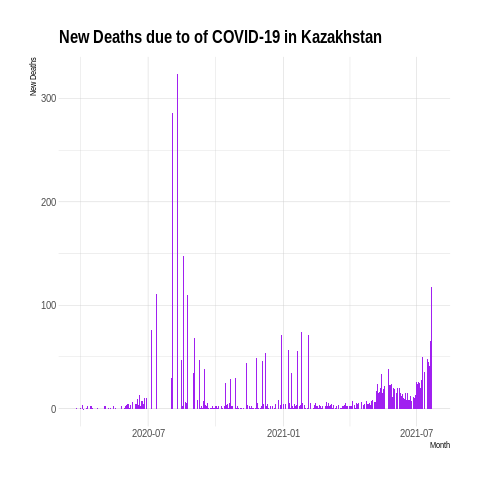 New Deaths due to of COVID-19 in Kazakhstan
New Deaths
300
200
100
0
2020-07
2021-01
2021-07
Month